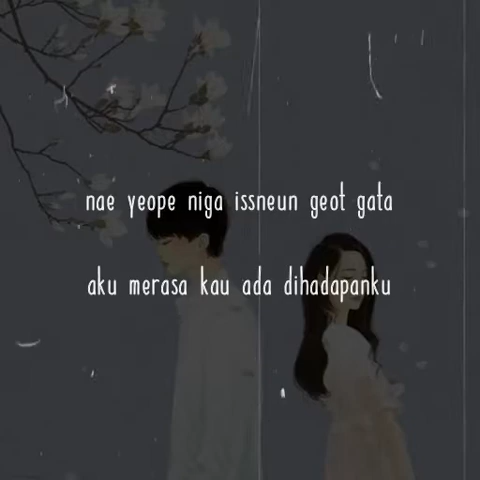 nae yeope niga issneun geot gata
aku merasa kau ada dihadapanku